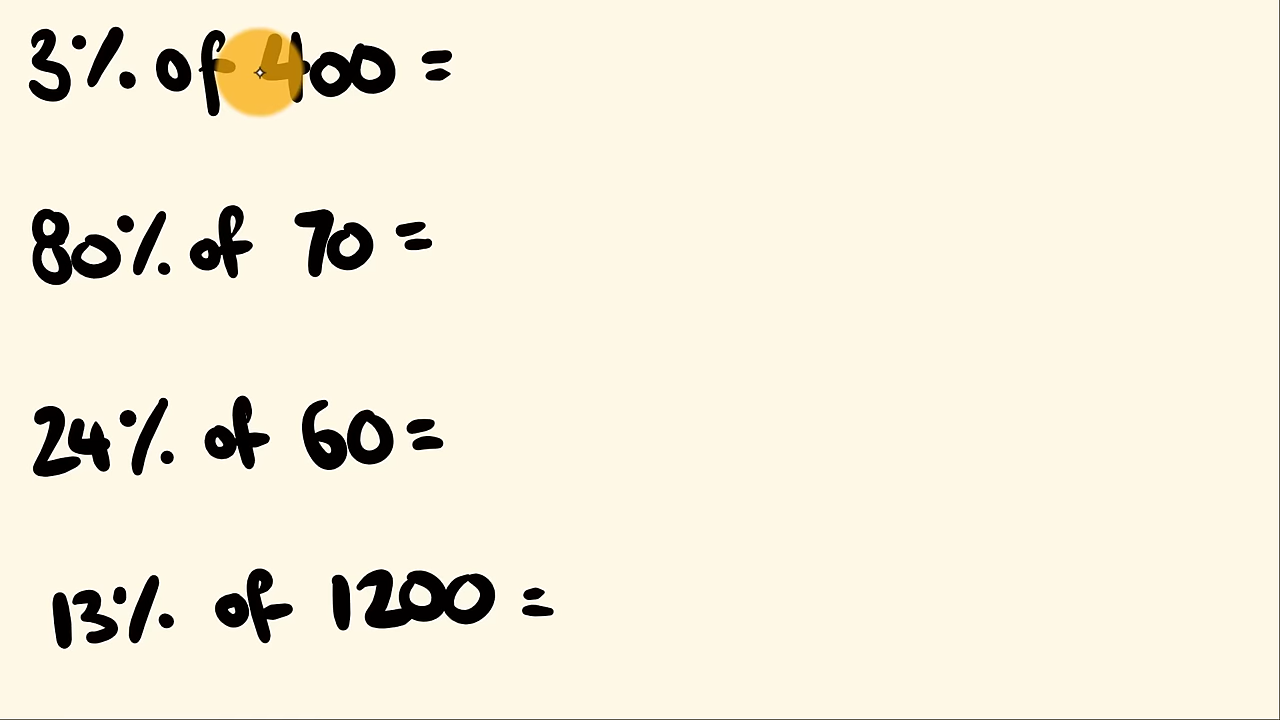 3% of 400 =
80% of 70 =
24% of 60 =
13% of 1200 =